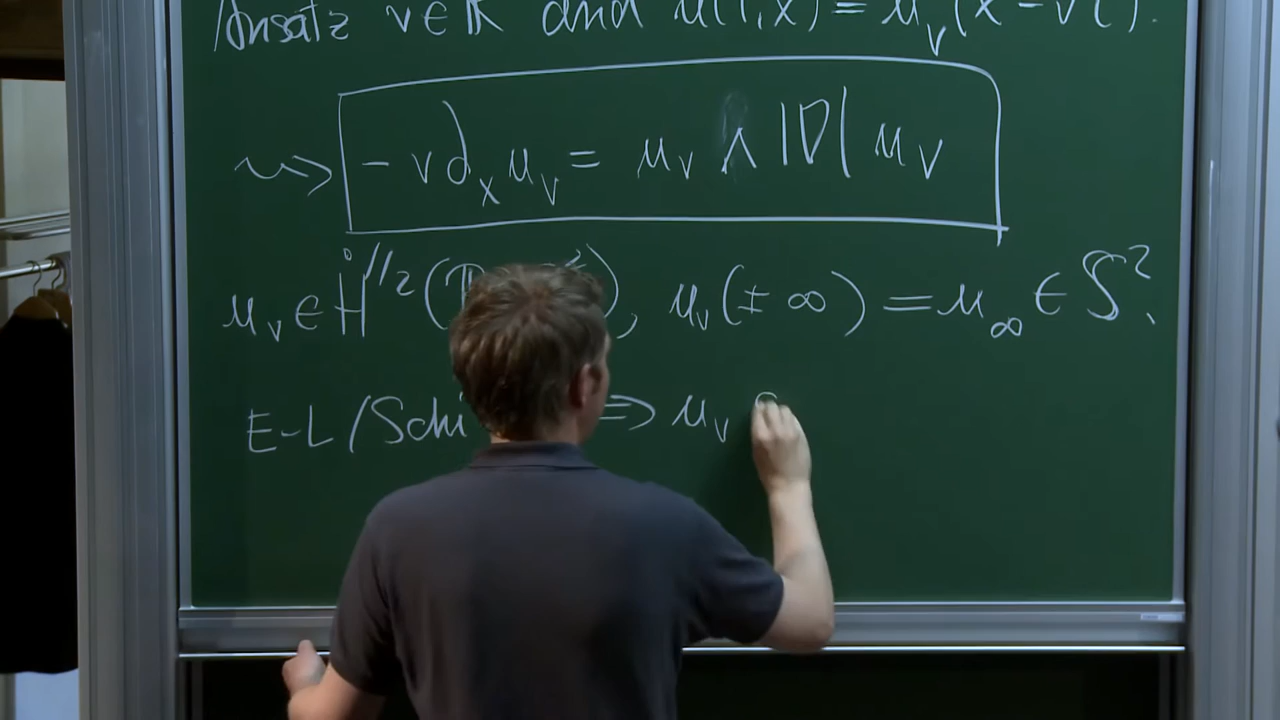 Ansatz v∈ℝ and u(t,x) = u_v(x - vt).
⇝ - v∂_x u_v = u_v ∧ |D| u_v
u_v ∈ Ḣ^{1/2}( ), u_v(±∞) = u_∞ ∈ S².
E-L/Schi ⇒ u_v